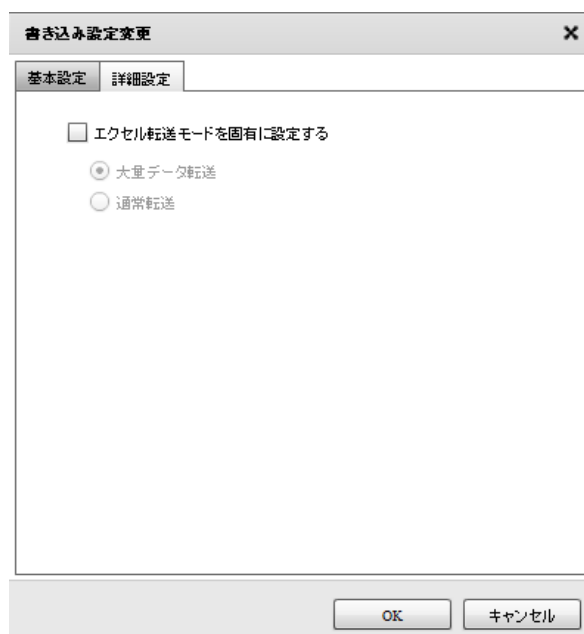 書き込み設定変更
基本設定 詳細設定
エクセル転送モードを固有に設定する
大量データ転送
通常転送
OK キャンセル